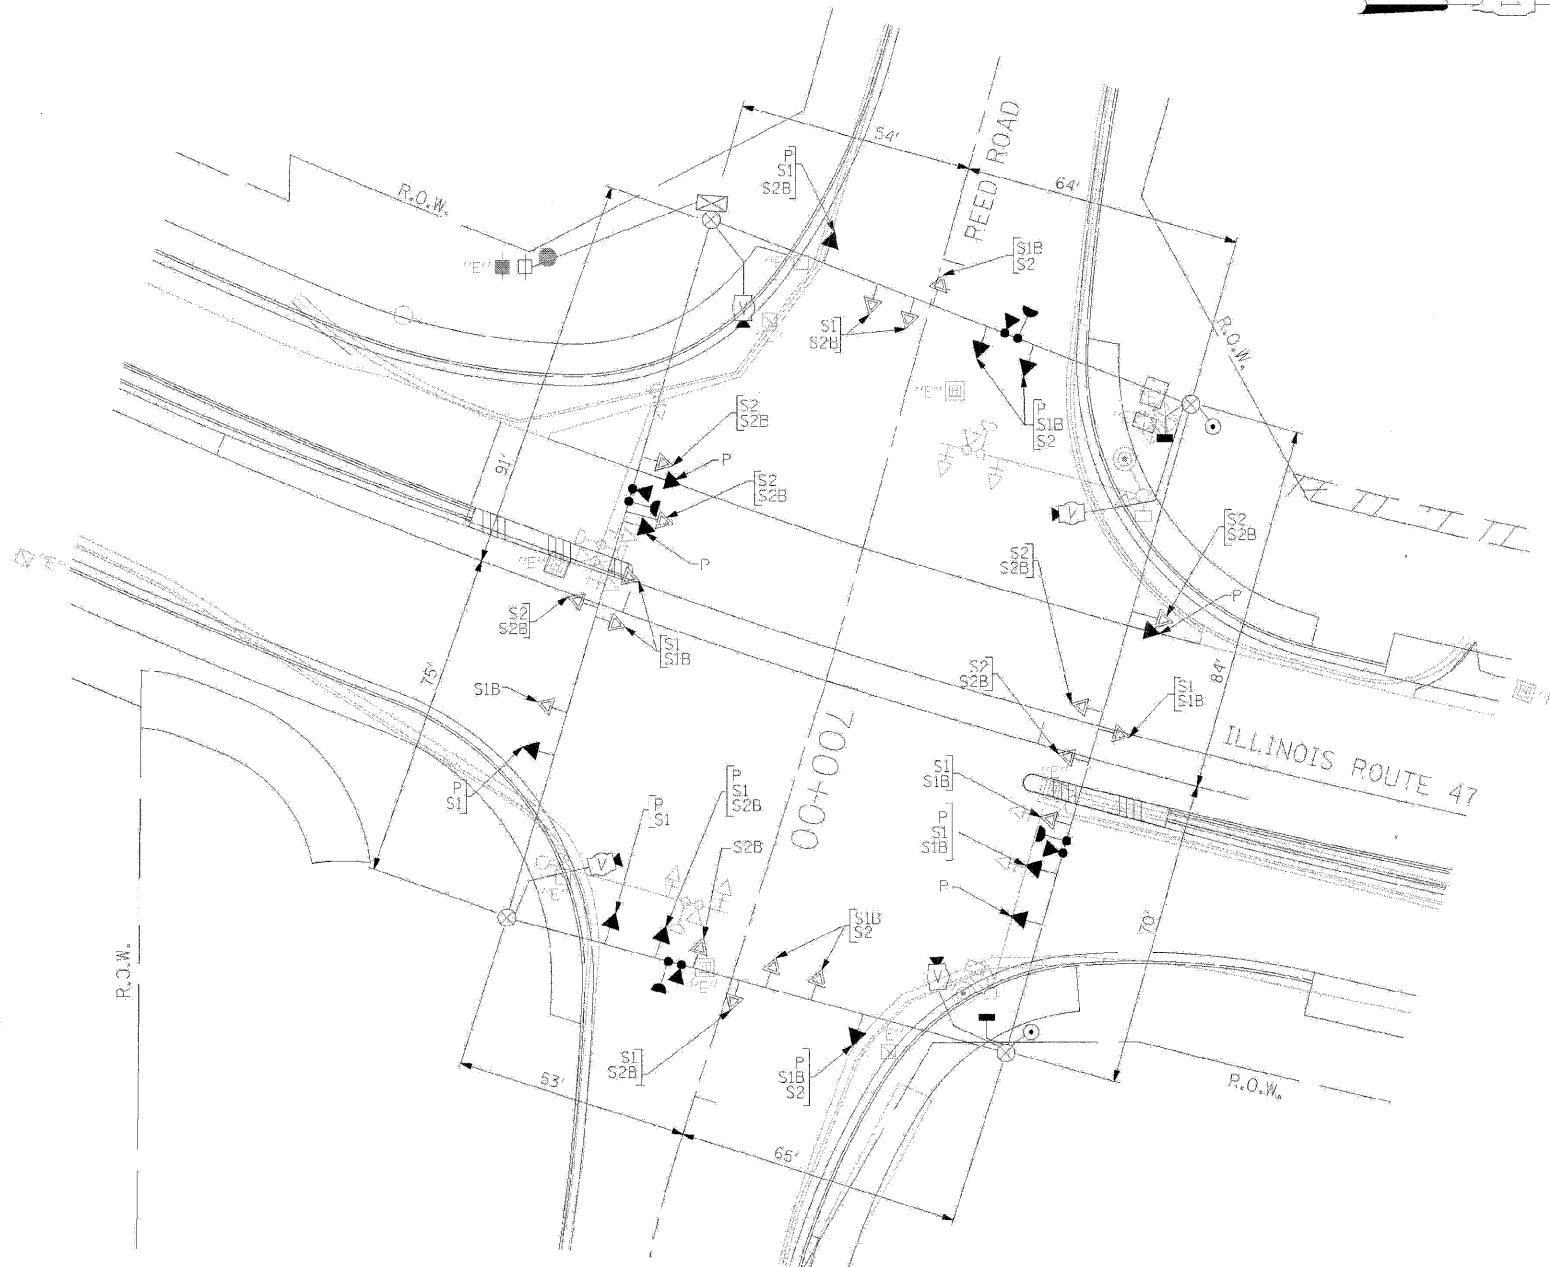 54'
REED ROAD
64'
P
S1
S2B
R.O.W.
"E"
"E"
S1B
S2
S1
S2B
V
R.O.W.
"E"
P
S1B
S2
"E"
S2
S2B
P
91'
S2
S2B
V
S2
S2B
P
S2
S2B
"E"
"E"
P
S2
S2B
S1
S1B
S2
S2B
84'
75'
S1B
S1
S1B
700+00
ILLINOIS ROUTE 47
P
S1
P
S1
S2B
S1
S1B
"E"
P
S1
P
S1
S1B
S2B
V
"E"
P
S1B
S2
70'
R.O.W.
V
"E"
S1
S2B
P
S1B
S2
"E"
53'
R.O.W.
65'